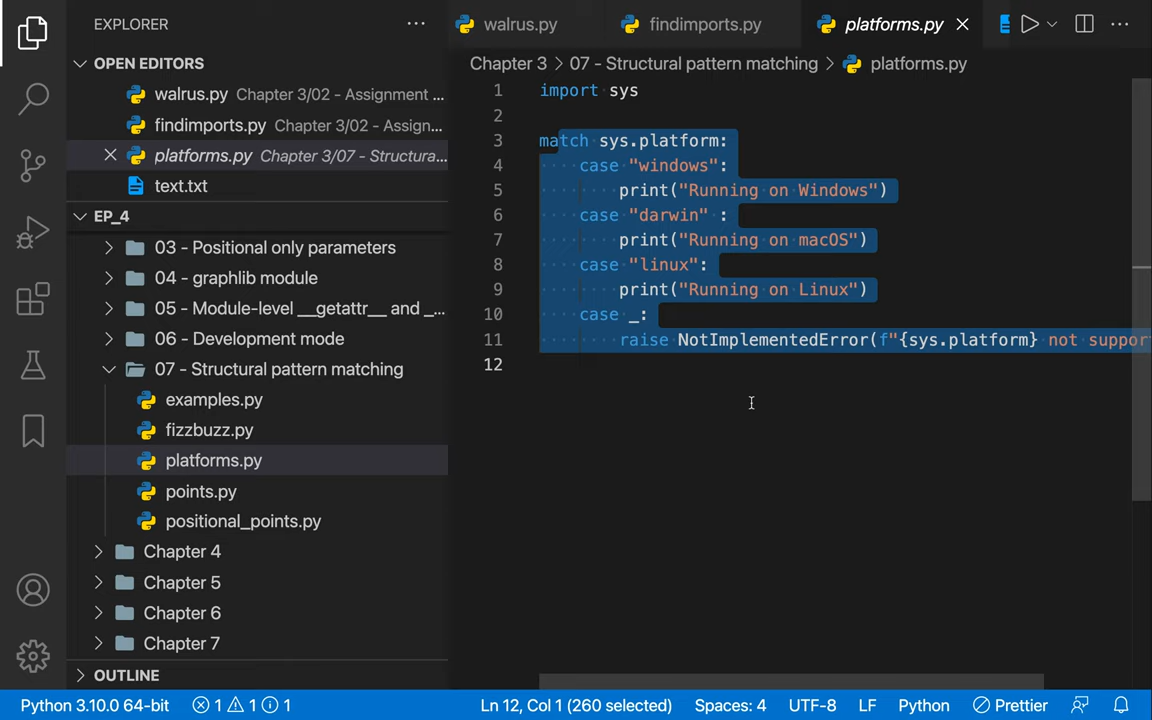 EXPLORER
OPEN EDITORS
walrus.py Chapter 3/02 - Assignment ...
findimports.py Chapter 3/02 - Assign...
platforms.py Chapter 3/07 - Structura...
text.txt
EP_4
03 - Positional only parameters
04 - graphlib module
05 - Module-level __getattr__ and _...
06 - Development mode
07 - Structural pattern matching
examples.py
fizzbuzz.py
platforms.py
points.py
positional_points.py
Chapter 4
Chapter 5
Chapter 6
Chapter 7
OUTLINE
walrus.py findimports.py platforms.py
Chapter 3 07 - Structural pattern matching platforms.py
1 import sys
2
3 match sys.platform:
4 case "windows":
5 print("Running on Windows")
6 case "darwin" :
7 print("Running on macOS")
8 case "linux":
9 print("Running on Linux")
10 case _:
11 raise NotImplementedError(f"{sys.platform} not suppor
12
Python 3.10.0 64-bit 1 1 1 Ln 12, Col 1 (260 selected) Spaces: 4 UTF-8 LF Python Prettier